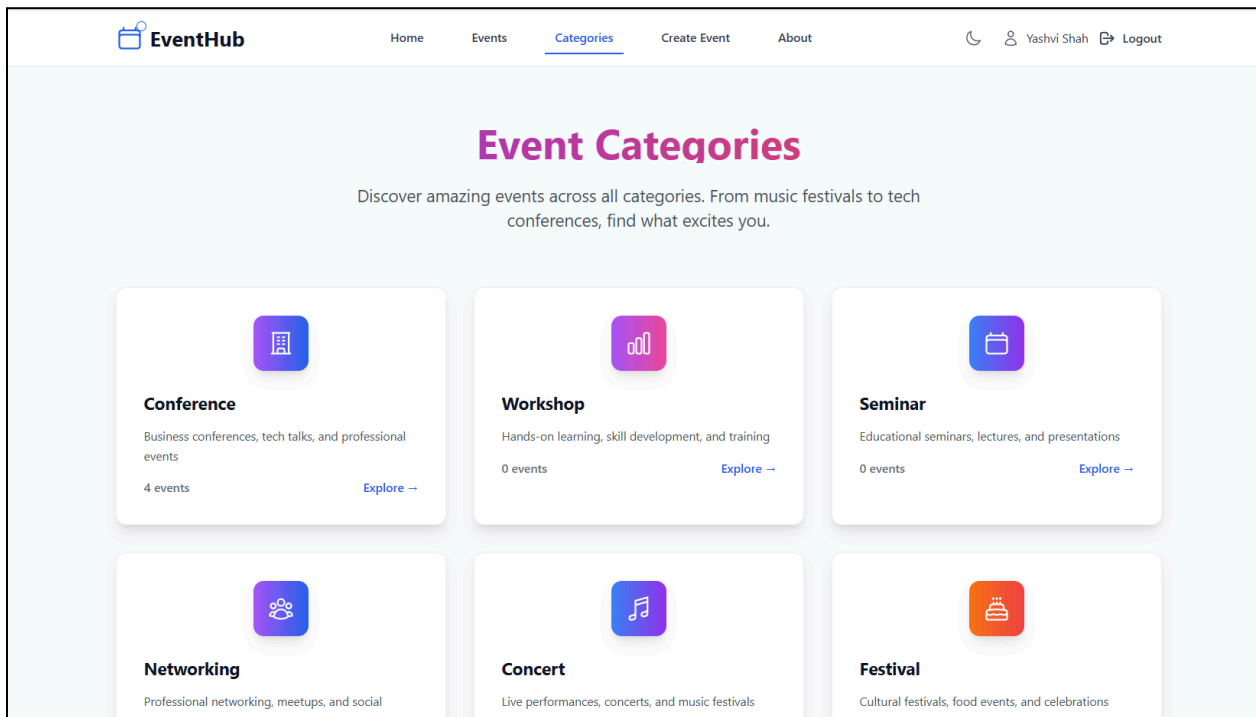 EventHub
Home
Events
Categories
Create Event
About
Yashvi Shah
Logout
Event Categories
Discover amazing events across all categories. From music festivals to tech
conferences, find what excites you.
Conference
Business conferences, tech talks, and professional
events
4 events
Explore →
Workshop
Hands-on learning, skill development, and training
0 events
Explore →
Seminar
Educational seminars, lectures, and presentations
0 events
Explore →
Networking
Professional networking, meetups, and social
Concert
Live performances, concerts, and music festivals
Festival
Cultural festivals, food events, and celebrations